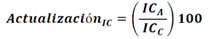 Actualización_IC = (IC_A / IC_C) 100